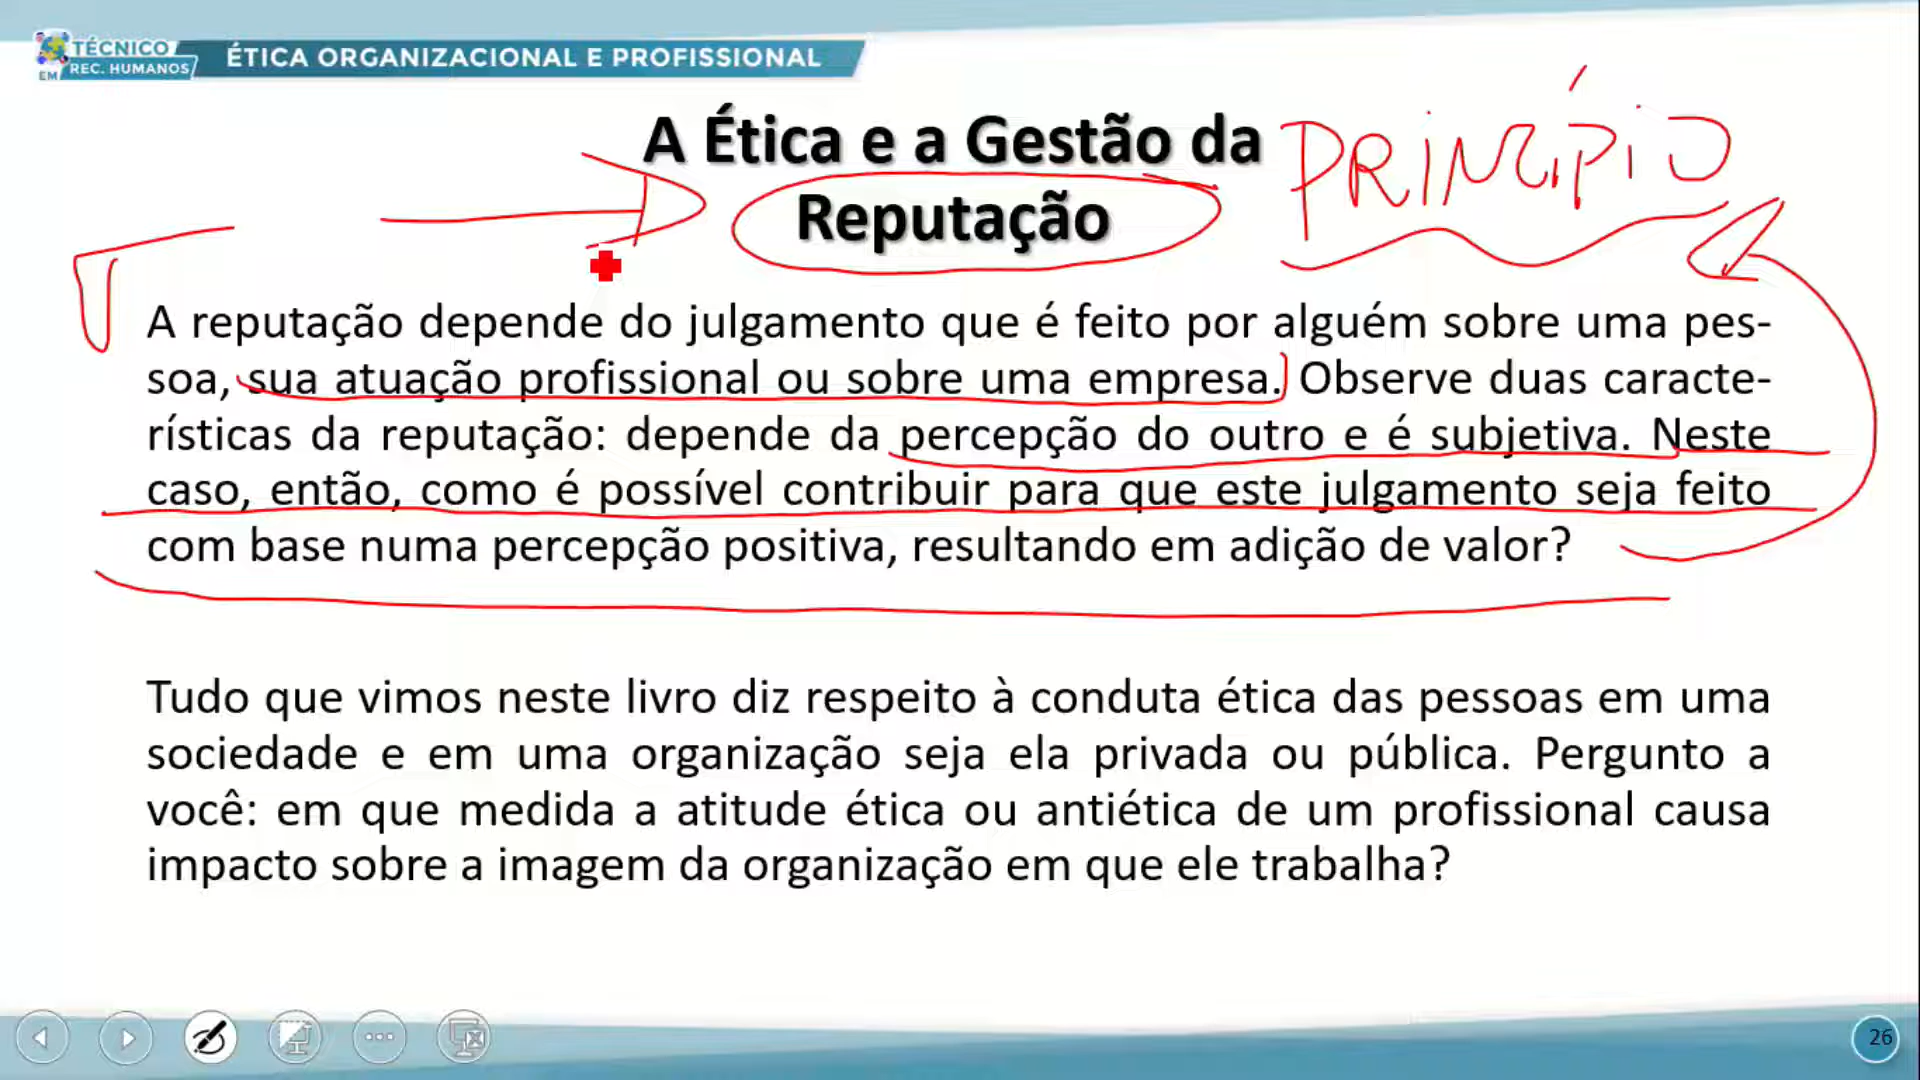 TÉCNICO
EM REC. HUMANOS
ÉTICA ORGANIZACIONAL E PROFISSIONAL
A Ética e a Gestão da
Reputação
PRINCÍPIO
A reputação depende do julgamento que é feito por alguém sobre uma pes-
soa, sua atuação profissional ou sobre uma empresa. Observe duas caracte-
rísticas da reputação: depende da percepção do outro e é subjetiva. Neste
caso, então, como é possível contribuir para que este julgamento seja feito
com base numa percepção positiva, resultando em adição de valor?
Tudo que vimos neste livro diz respeito à conduta ética das pessoas em uma
sociedade e em uma organização seja ela privada ou pública. Pergunto a
você: em que medida a atitude ética ou antiética de um profissional causa
impacto sobre a imagem da organização em que ele trabalha?
26